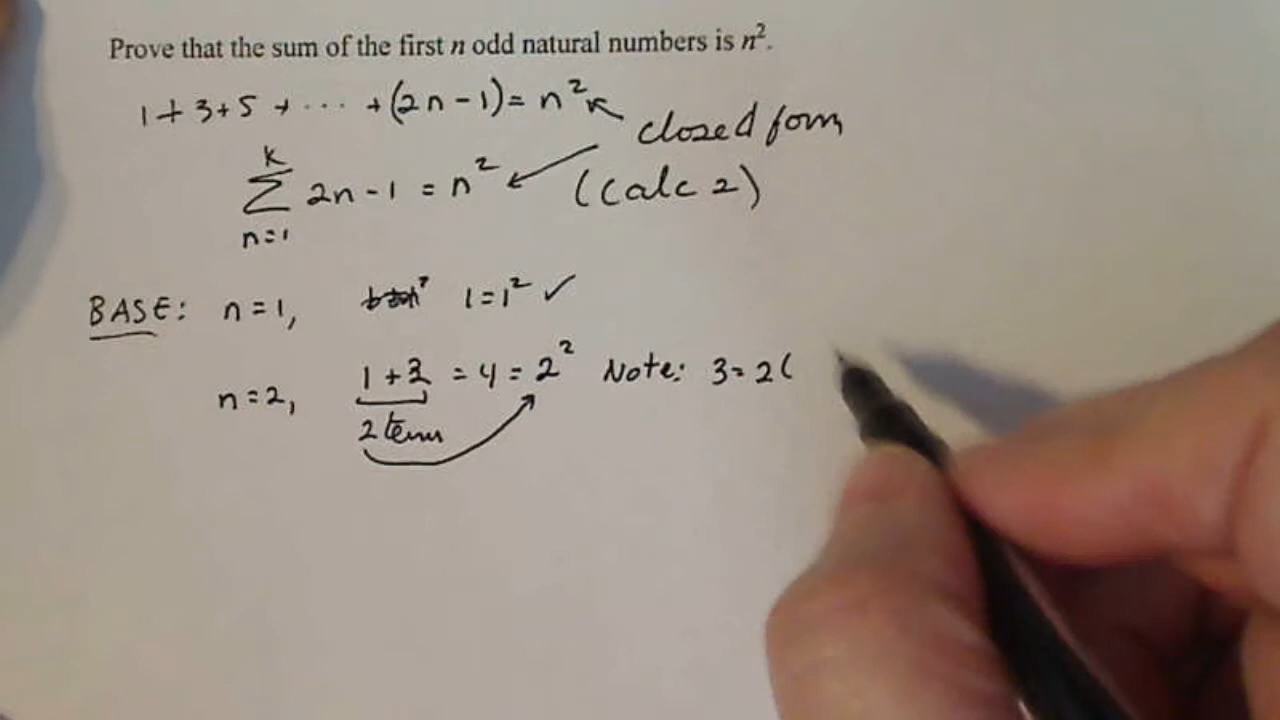 Prove that the sum of the first n odd natural numbers is n².
1 + 3 + 5 + ... + (2n - 1) = n²
closed form
k
∑ 2n - 1 = n² (calc 2)
n=1
BASE: n = 1, 1 = 1² ✓
n = 2, 1 + 3 = 4 = 2² Note: 3 = 2(
2 term